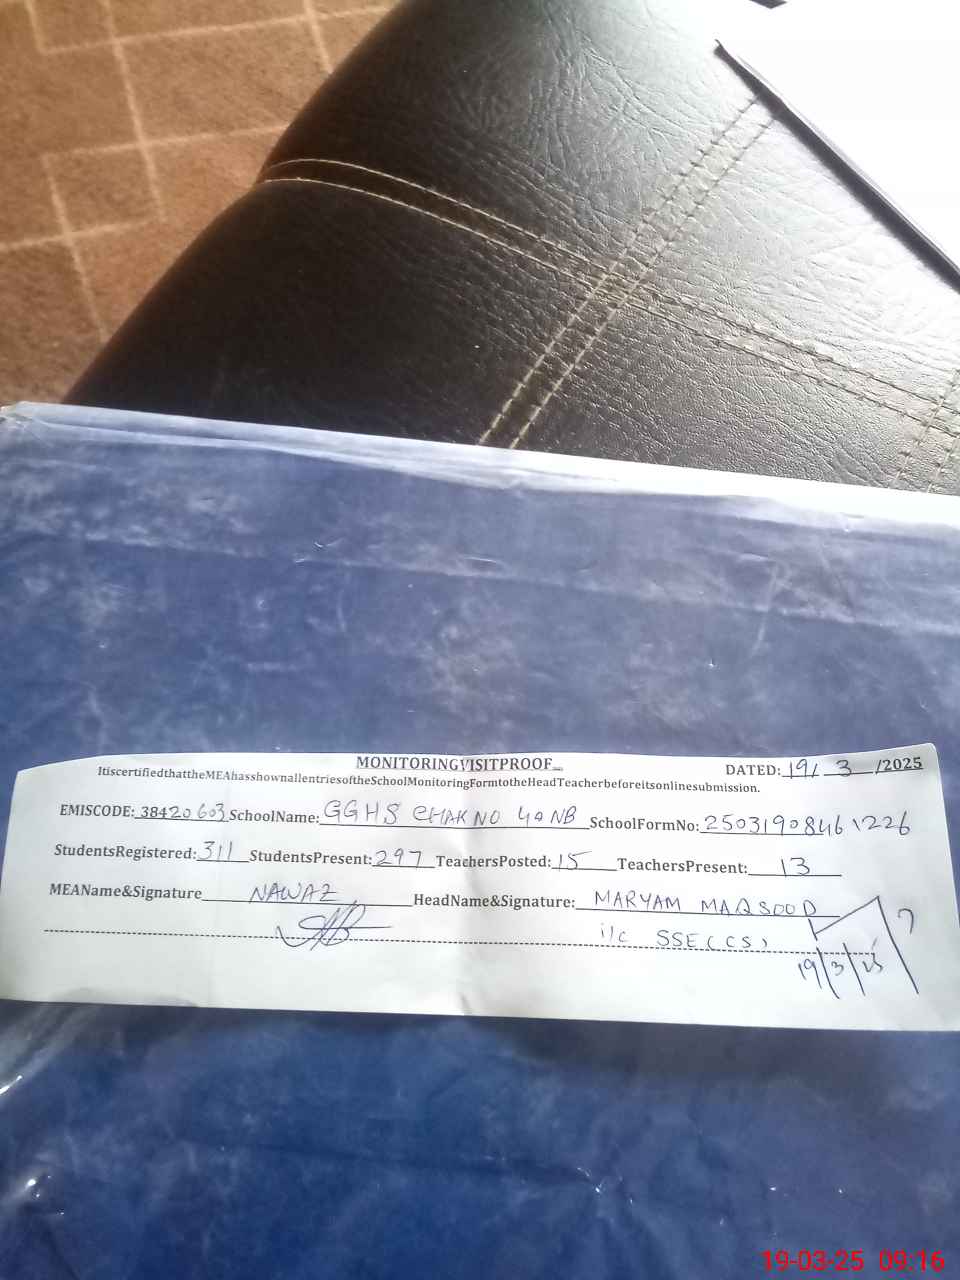 MONITORINGVISITPROOF
DATED: 19/ 3 /2025
ItiscertifiedthattheMEAhasshownallentriesoftheSchoolMonitoringFormtotheHeadTeacherbeforeitsonlinesubmission.
EMISCODE: 38420603 SchoolName: GGHS CHAK NO 40 NB SchoolFormNo: 25031908461226
StudentsRegistered: 311 StudentsPresent: 297 TeachersPosted: 15 TeachersPresent: 13
MEAName&Signature NAWAZ HeadName&Signature: MARYAM MAQSOOD
i/c SSE(CS)
19/3/25
19-03-25 09:16